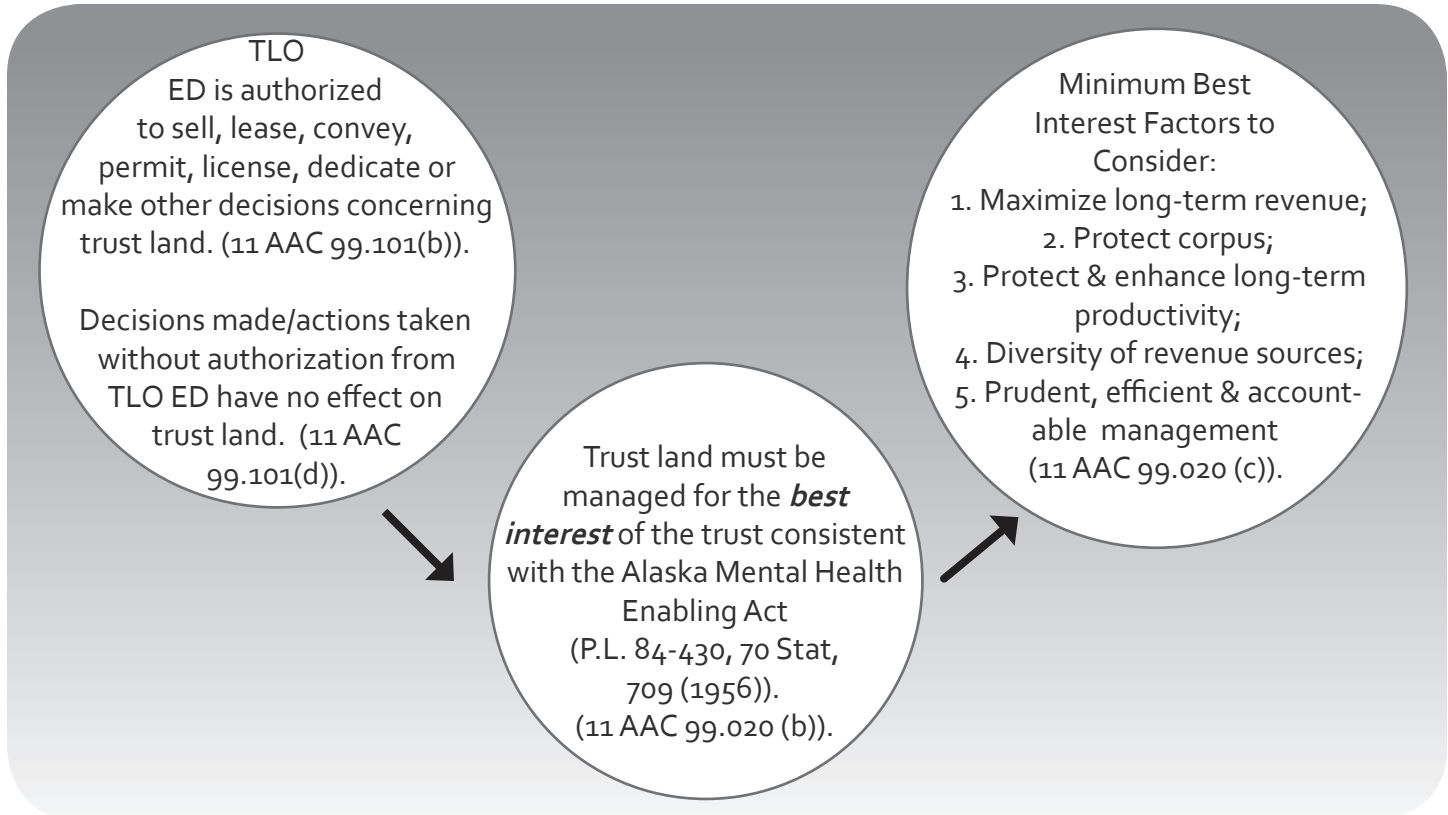 TLO
ED is authorized
to sell, lease, convey,
permit, license, dedicate or
make other decisions concerning
trust land. (11 AAC 99.101(b)).
Decisions made/actions taken
without authorization from
TLO ED have no effect on
trust land.  (11 AAC
99.101(d)).
Trust land must be
managed for the best
interest of the trust consistent
with the Alaska Mental Health
Enabling Act
(P.L. 84-430, 70 Stat,
709 (1956)).
(11 AAC 99.020 (b)).
Minimum Best
Interest Factors to
Consider:
1. Maximize long-term revenue;
2. Protect corpus;
3. Protect & enhance long-term
productivity;
4. Diversity of revenue sources;
5. Prudent, efficient & account-
able  management
(11 AAC 99.020 (c)).